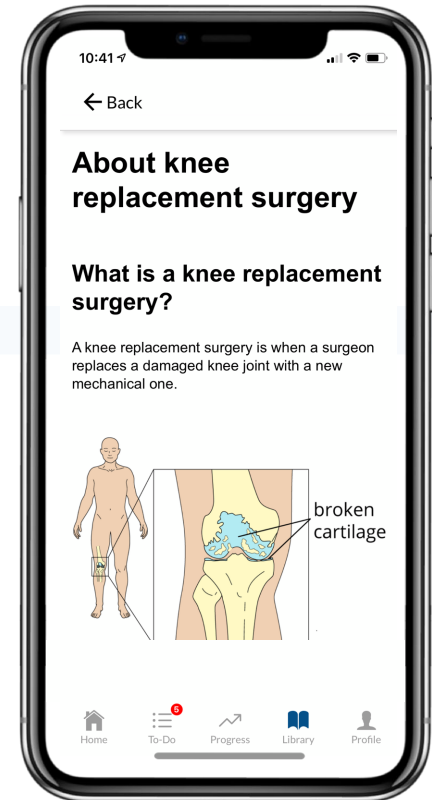 10:41
Back
About knee
replacement surgery
What is a knee replacement
surgery?
A knee replacement surgery is when a surgeon
replaces a damaged knee joint with a new
mechanical one.
broken
cartilage
5
Home To-Do Progress Library Profile